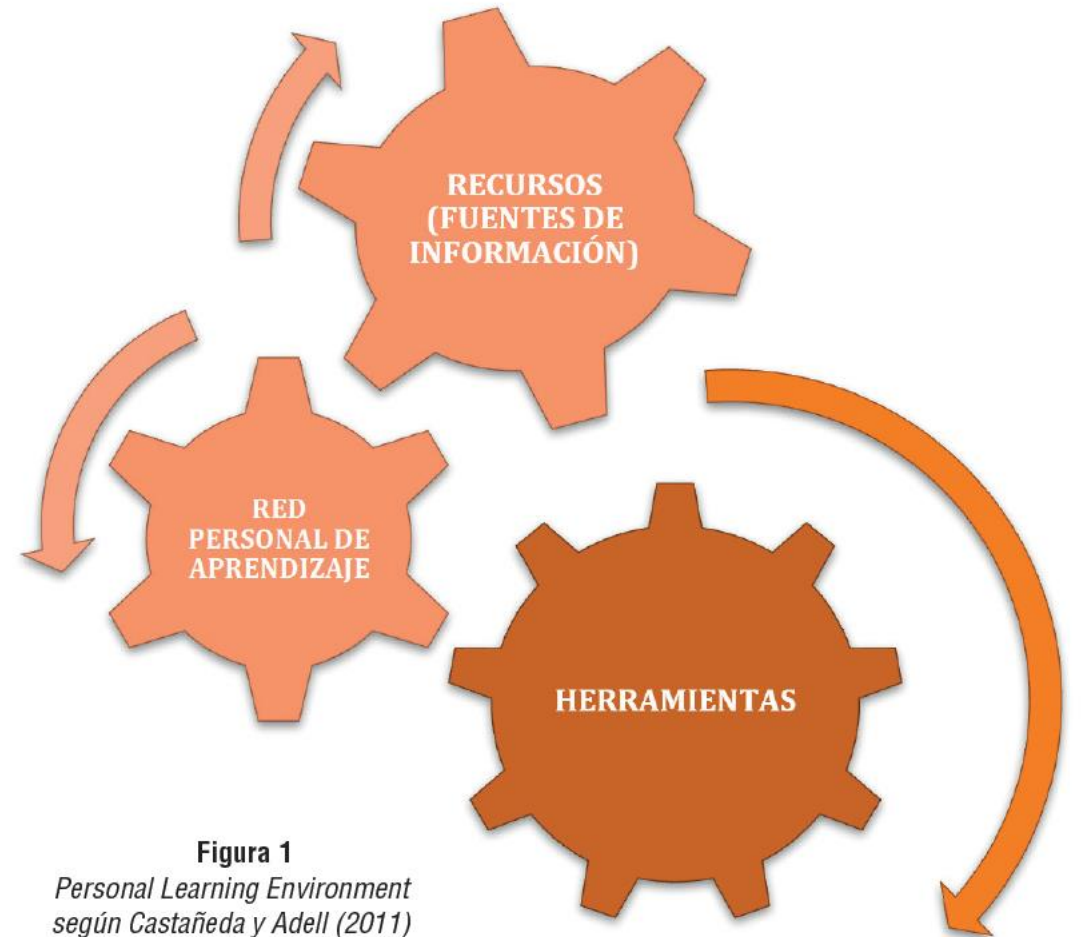 RECURSOS
(FUENTES DE
INFORMACIÓN)
RED
PERSONAL DE
APRENDIZAJE
HERRAMIENTAS
Figura 1
Personal Learning Environment
según Castañeda y Adell (2011)